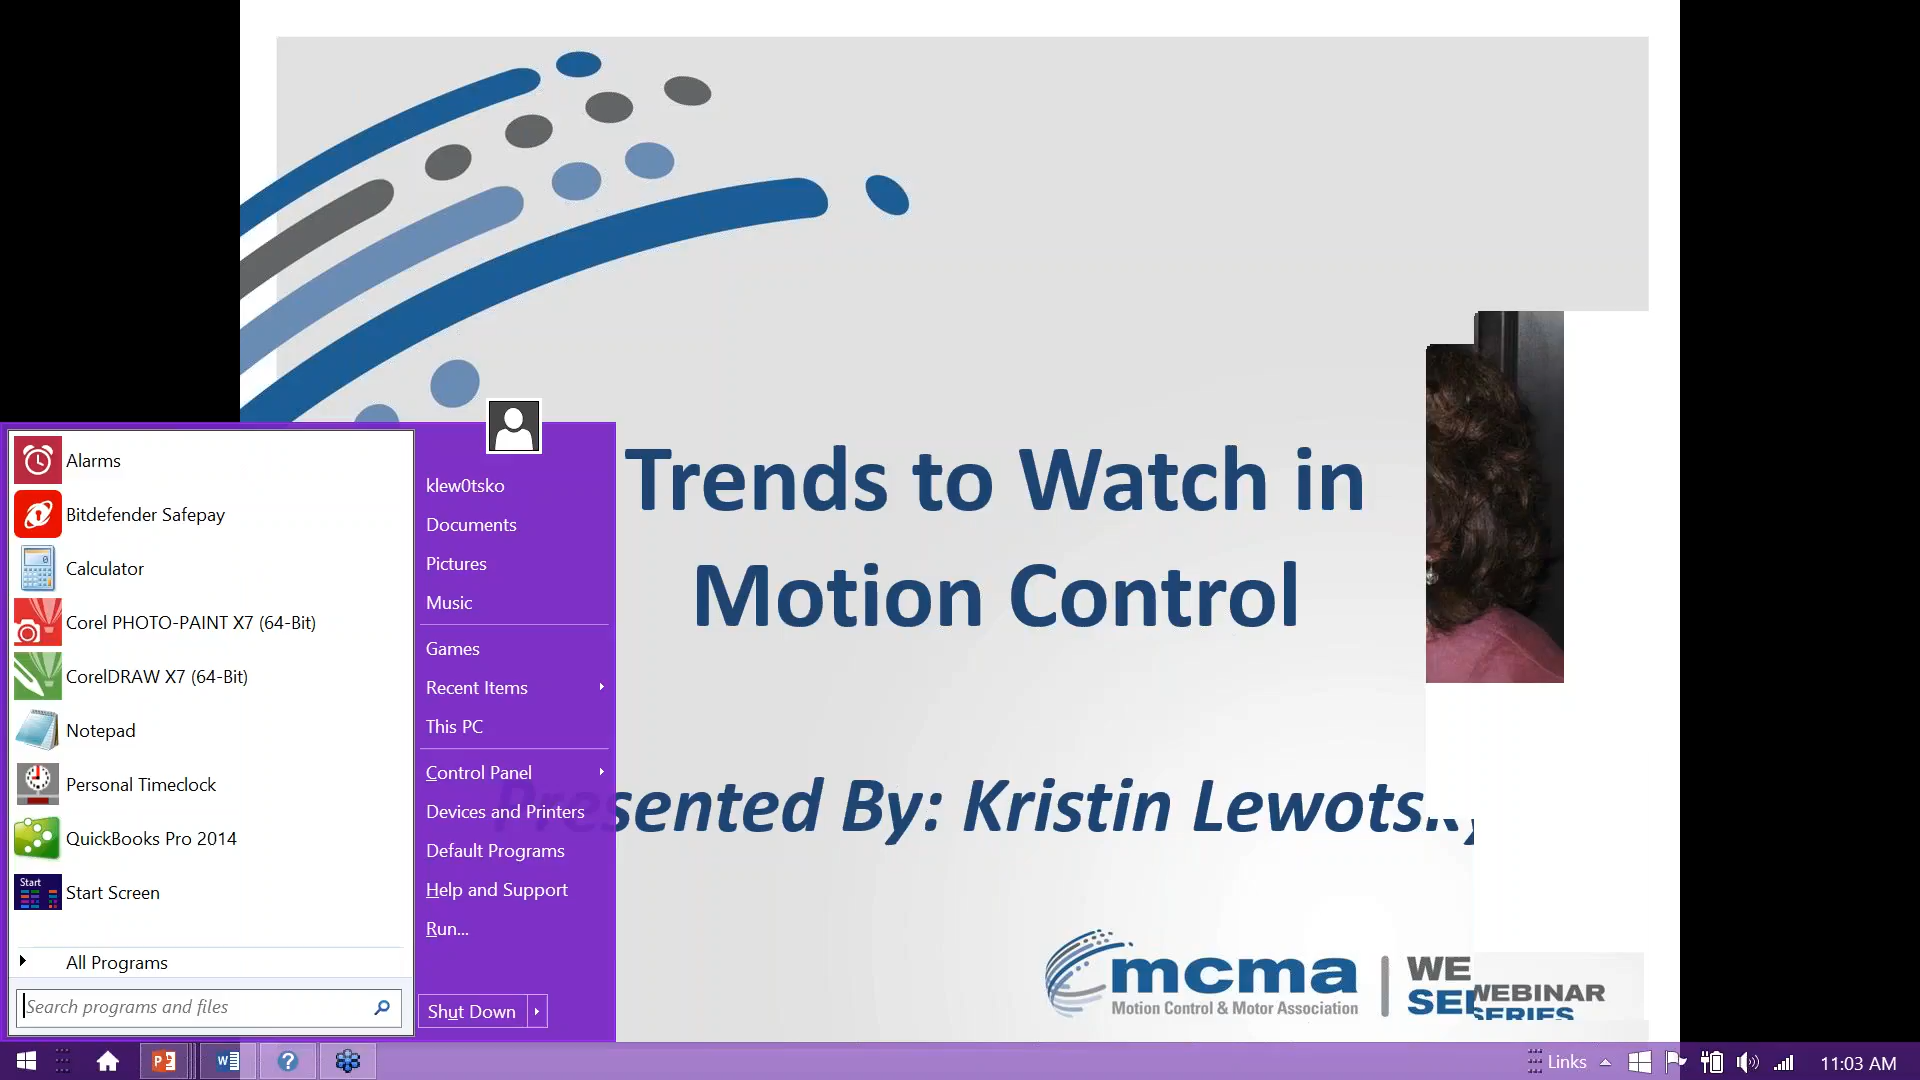 Trends to Watch in
Motion Control
Presented By: Kristin
mcma
Motion Control & Motor Association
WEBINAR
SERIES
Alarms
Bitdefender Safepay
Calculator
Corel PHOTO-PAINT X7 (64-Bit)
CorelDRAW X7 (64-Bit)
Notepad
Personal Timeclock
QuickBooks Pro 2014
Start
Start Screen
All Programs
Search programs and files
klew0tsko
Documents
Pictures
Music
Games
Recent Items
This PC
Control Panel
Devices and Printers
Default Programs
Help and Support
Run...
Shut Down
Links
11:03 AM